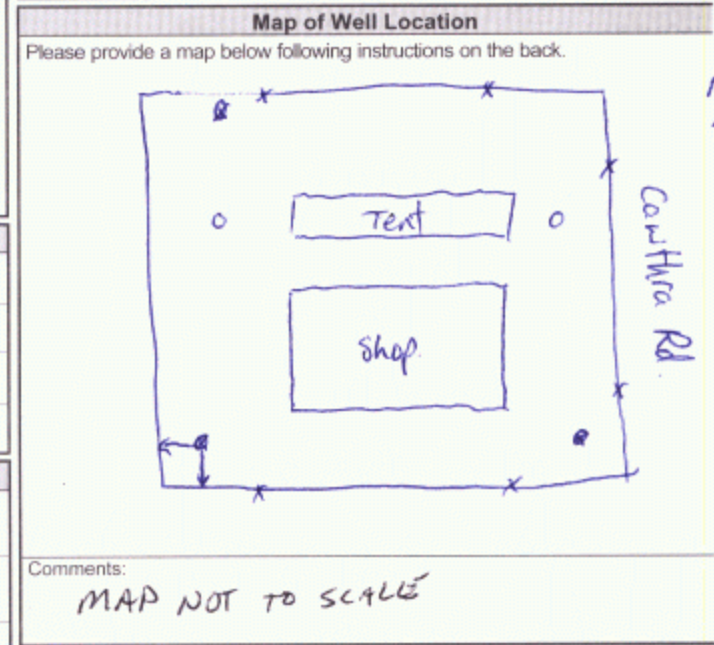 Map of Well Location
Please provide a map below following instructions on the back.
Tent
Shop.
Cawthra Rd.
Comments:
MAP NOT TO SCALE